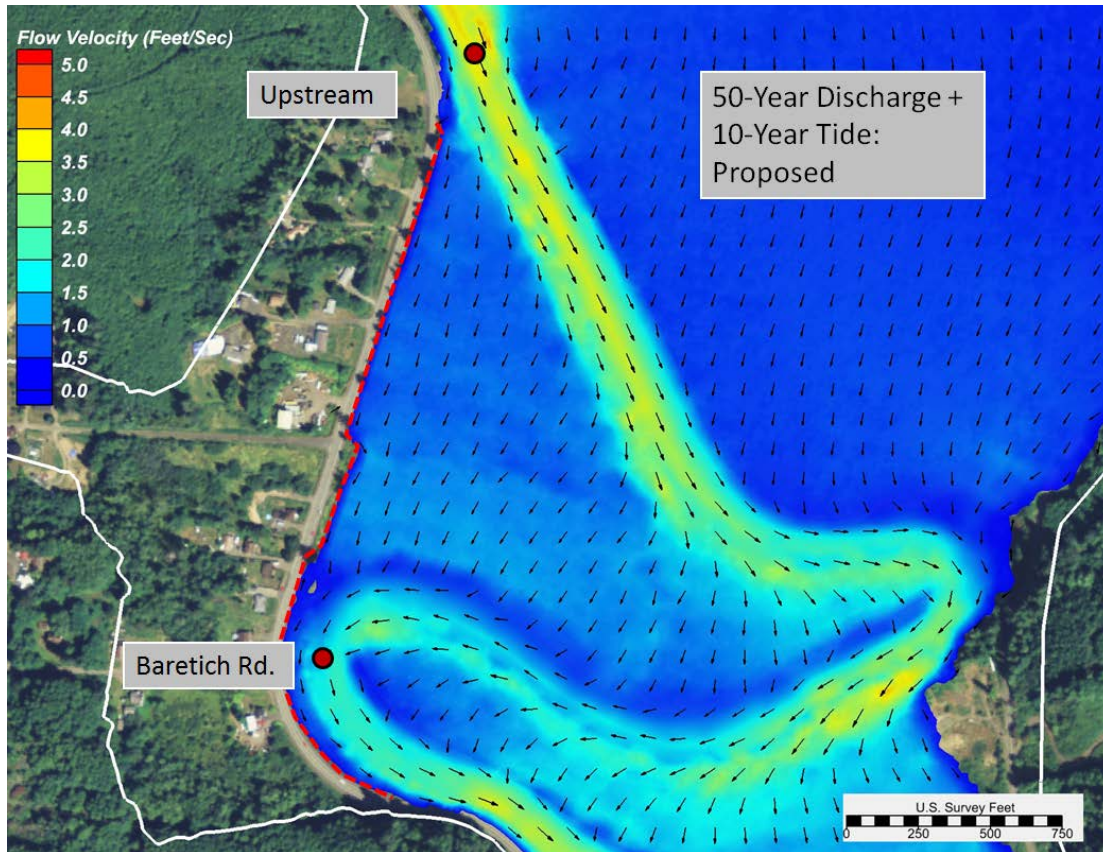 Flow Velocity (Feet/Sec)
5.0
4.5
4.0
3.5
3.0
2.5
2.0
1.5
1.0
0.5
0.0
Upstream
50-Year Discharge +
10-Year Tide:
Proposed
Baretich Rd.
U.S. Survey Feet
0 250 500 750